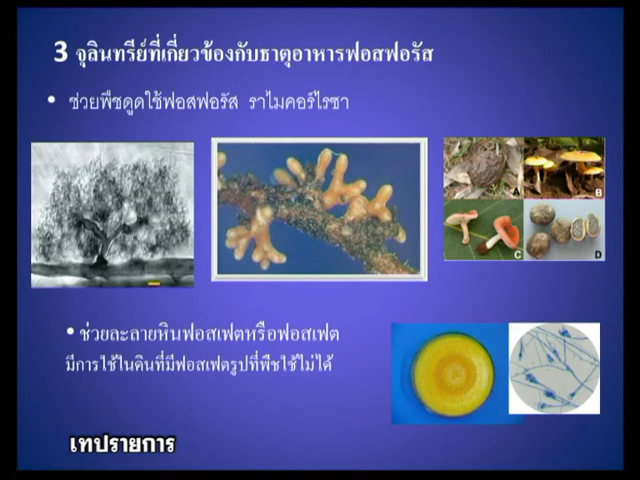 3 จุลินทรีย์ที่เกี่ยวข้องกับธาตุอาหารฟอสฟอรัส
• ช่วยพืชดูดใช้ฟอสฟอรัส ราไมคอร์ไรซา
A
B
C
D
• ช่วยละลายหินฟอสเฟตหรือฟอสเฟต
มีการใช้ในดินที่มีฟอสเฟตรูปที่พืชใช้ไม่ได้
เทปรายการ